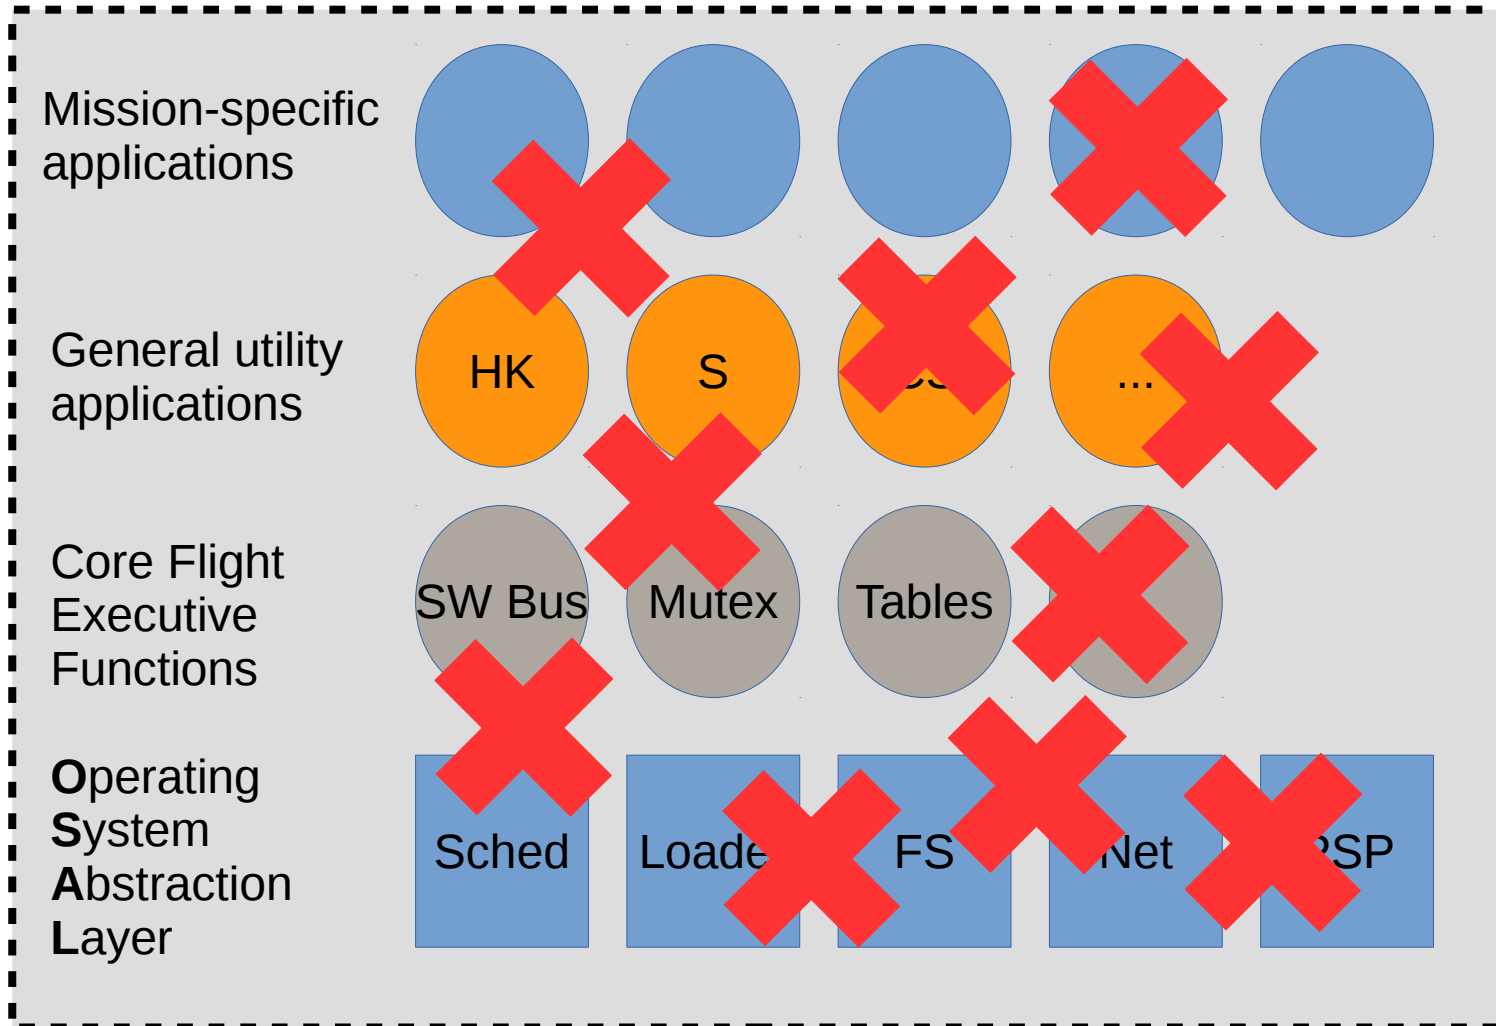 Mission-specific
applications
General utility
applications
HK
S
...
Core Flight
Executive
Functions
SW Bus
Mutex
Tables
Operating
System
Abstraction
Layer
Sched
FS
Net